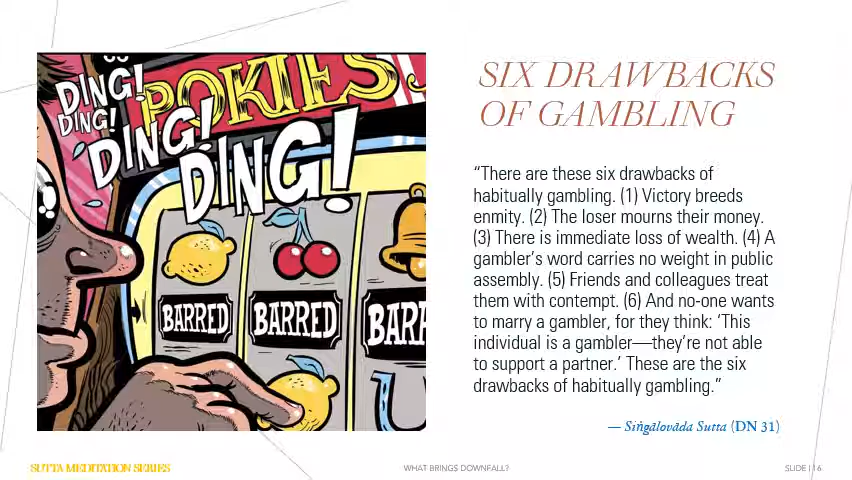 DING!
DING!
DING!
DING!
POKIES
BARRED BARRED BARR
SIX DRAWBACKS
OF GAMBLING
“There are these six drawbacks of
habitually gambling. (1) Victory breeds
enmity. (2) The loser mourns their money.
(3) There is immediate loss of wealth. (4) A
gambler’s word carries no weight in public
assembly. (5) Friends and colleagues treat
them with contempt. (6) And no-one wants
to marry a gambler, for they think: ‘This
individual is a gambler—they’re not able
to support a partner.’ These are the six
drawbacks of habitually gambling.”
— Siṅgālovāda Sutta (DN 31)
SUTTA MEDITATION SERIES
WHAT BRINGS DOWNFALL?
SLIDE | 16